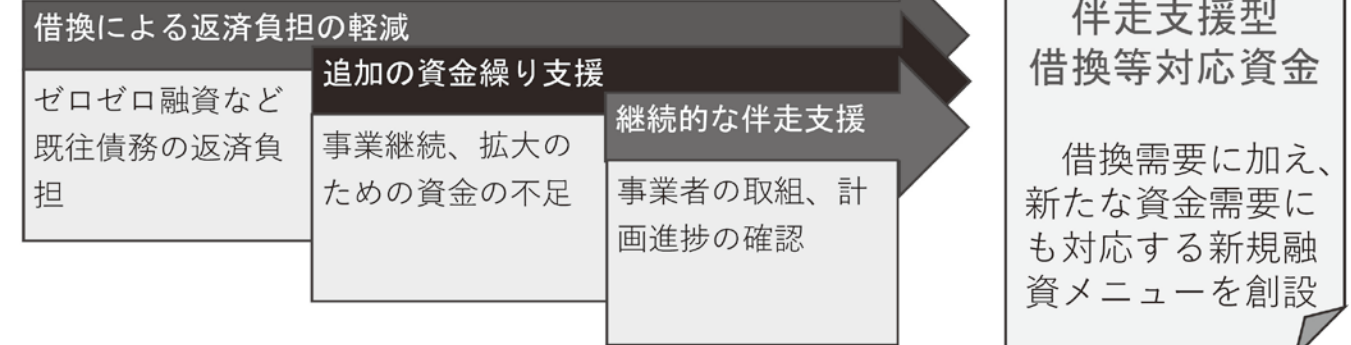 借換による返済負担の軽減
ゼロゼロ融資など
既往債務の返済負
担
追加の資金繰り支援
事業継続、拡大の
ための資金の不足
継続的な伴走支援
事業者の取組、計
画進捗の確認
伴走支援型
借換等対応資金
借換需要に加え、
新たな資金需要に
も対応する新規融
資メニューを創設